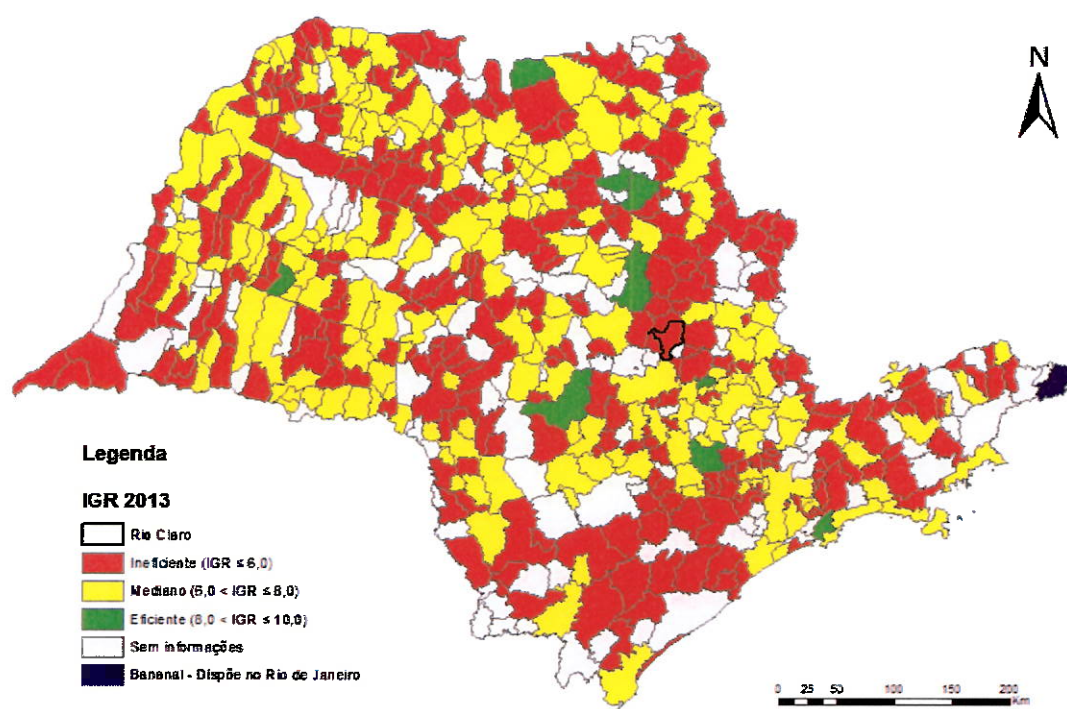 N
Legenda
IGR 2013
Rio Claro
Ineficiente (IGR ≤ 6,0)
Mediano (6,0 < IGR ≤ 8,0)
Eficiente (8,0 < IGR ≤ 10,0)
Sem informações
Bananal - Dispõe no Rio de Janeiro
0 25 50 100 150 200
Km